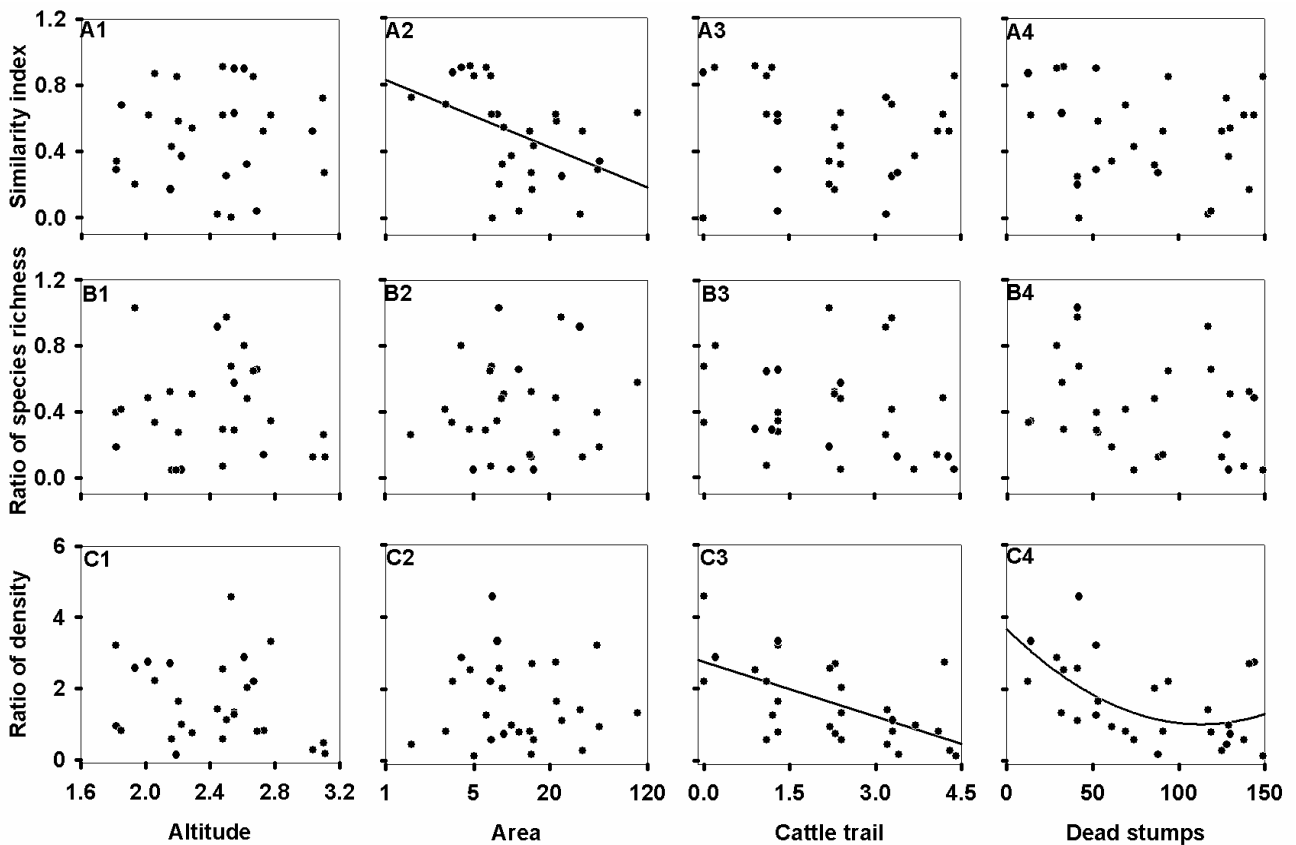 1.2 A1 A2 A3 A4
0.8
0.4
0.0
Similarity index
1.2 B1 B2 B3 B4
0.8
0.4
0.0
Ratio of species richness
6 C1 C2 C3 C4
4
2
0
Ratio of density
1.6 2.0 2.4 2.8 3.2 1 5 20 120 0.0 1.5 3.0 4.5 0 50 100 150
Altitude Area Cattle trail Dead stumps